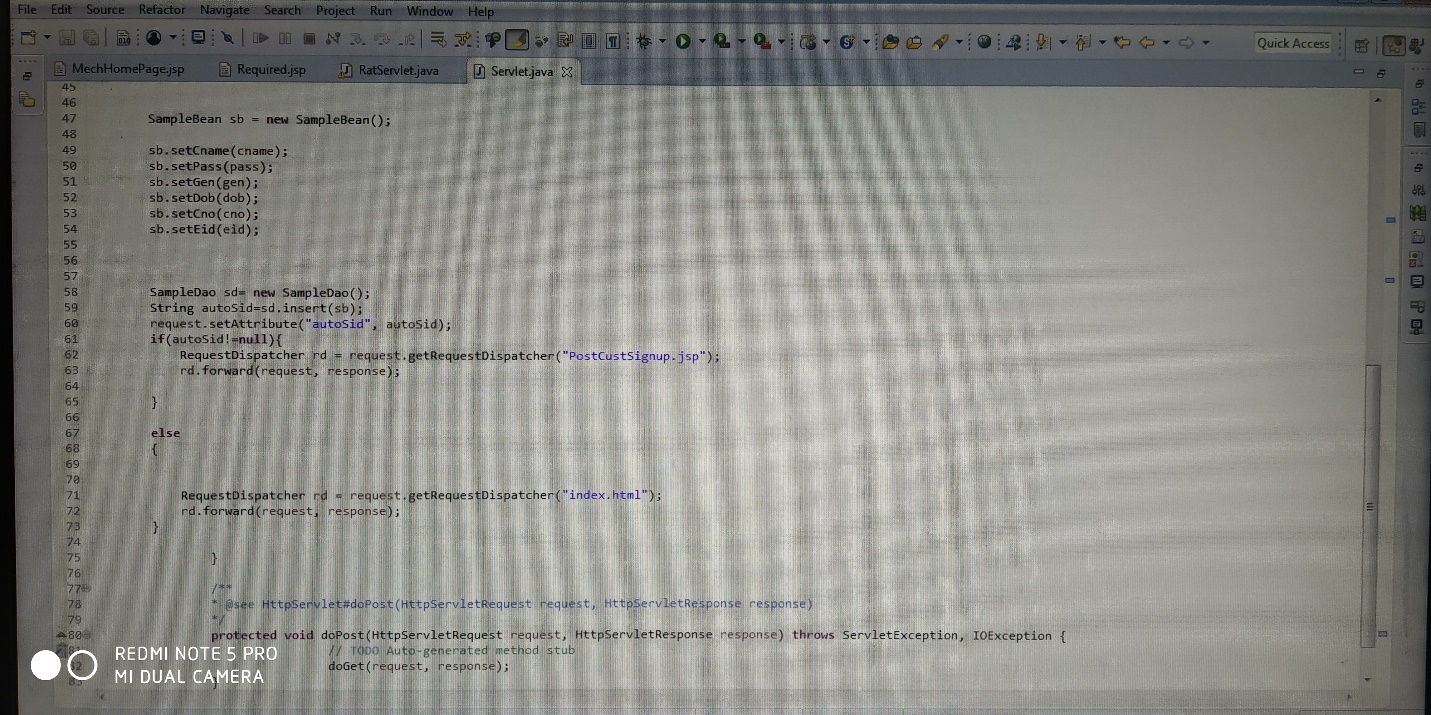 File Edit Source Refactor Navigate Search Project Run Window Help
Quick Access
MechHomePage.jsp Required.jsp RatServlet.java Servlet.java
45
46
47 SampleBean sb = new SampleBean();
48
49 sb.setCname(cname);
50 sb.setPass(pass);
51 sb.setGen(gen);
52 sb.setDob(dob);
53 sb.setCno(cno);
54 sb.setEid(eid);
55
56
57
58 SampleDao sd= new SampleDao();
59 String autoSid=sd.insert(sb);
60 request.setAttribute("autoSid", autoSid);
61 if(autoSid!=null){
62 RequestDispatcher rd = request.getRequestDispatcher("PostCustSignup.jsp");
63 rd.forward(request, response);
64
65 }
66
67 else
68 {
69
70
71 RequestDispatcher rd = request.getRequestDispatcher("index.html");
72 rd.forward(request, response);
73 }
74
75 }
76
77 /**
78 * @see HttpServlet#doPost(HttpServletRequest request, HttpServletResponse response)
79 */
80 protected void doPost(HttpServletRequest request, HttpServletResponse response) throws ServletException, IOException {
// TODO Auto-generated method stub
doGet(request, response);
}
REDMI NOTE 5 PRO
MI DUAL CAMERA